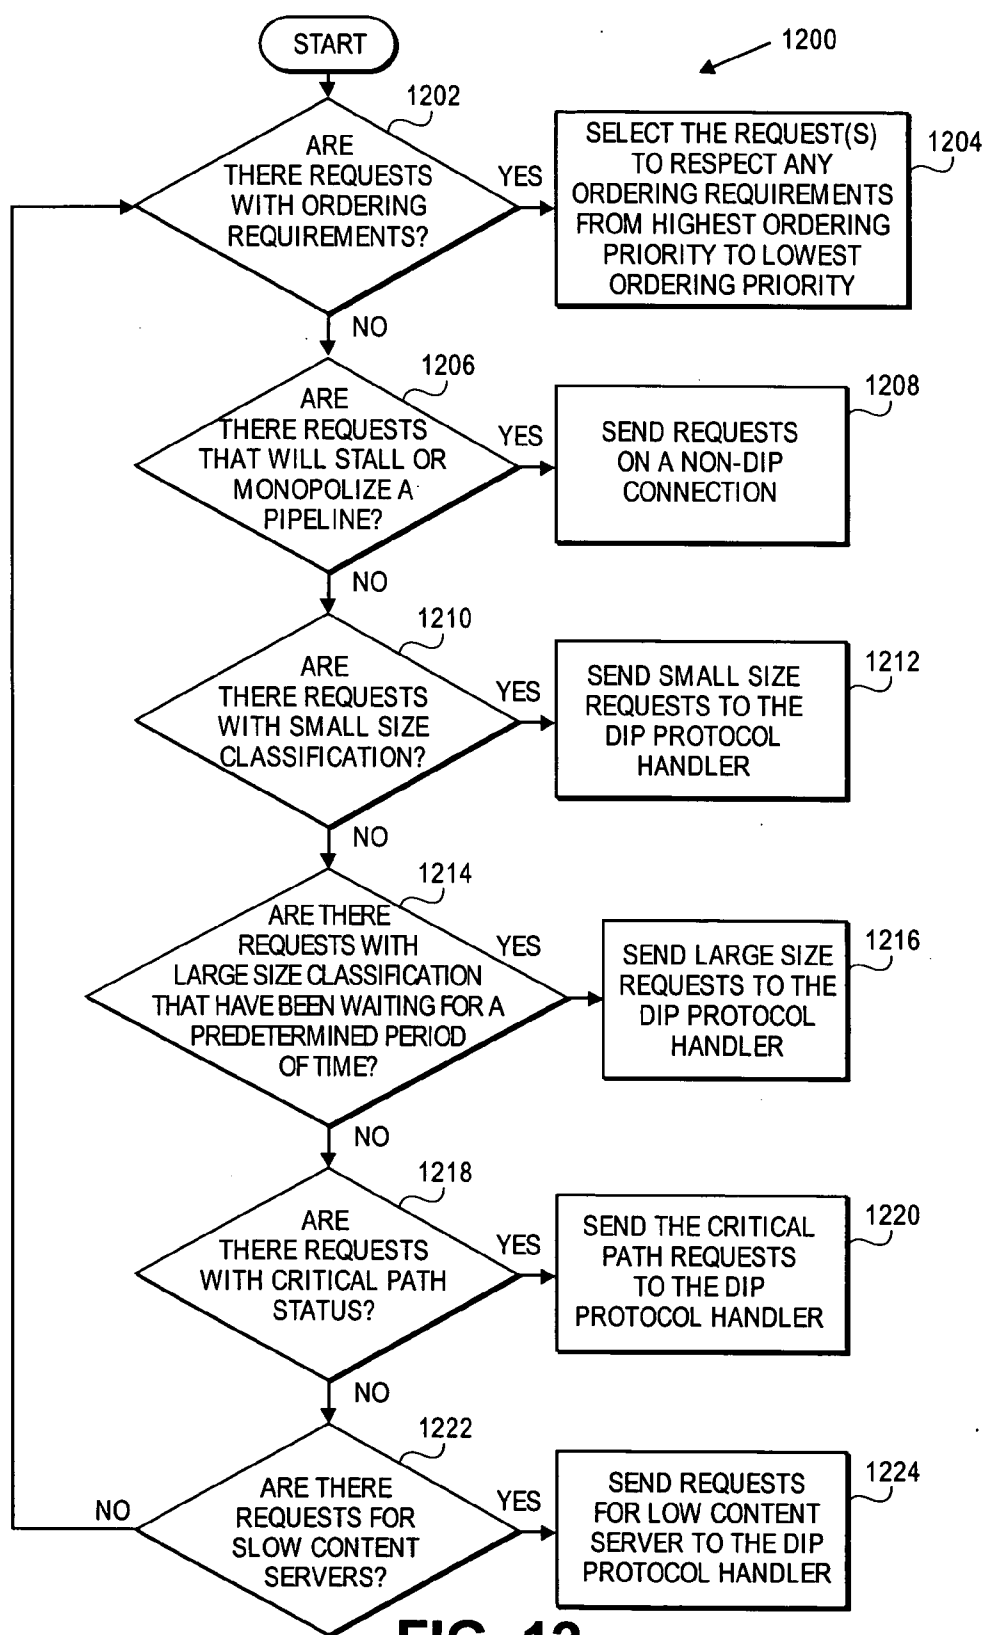 START
1200
1202
ARE
THERE REQUESTS
WITH ORDERING
REQUIREMENTS?
YES
SELECT THE REQUEST(S)
TO RESPECT ANY
ORDERING REQUIREMENTS
FROM HIGHEST ORDERING
PRIORITY TO LOWEST
ORDERING PRIORITY
1204
NO
1206
ARE
THERE REQUESTS
THAT WILL STALL OR
MONOPOLIZE A
PIPELINE?
YES
SEND REQUESTS
ON A NON-DIP
CONNECTION
1208
NO
1210
ARE
THERE REQUESTS
WITH SMALL SIZE
CLASSIFICATION?
YES
SEND SMALL SIZE
REQUESTS TO THE
DIP PROTOCOL
HANDLER
1212
NO
1214
ARE THERE
REQUESTS WITH
LARGE SIZE CLASSIFICATION
THAT HAVE BEEN WAITING FOR A
PREDETERMINED PERIOD
OF TIME?
YES
SEND LARGE SIZE
REQUESTS TO THE
DIP PROTOCOL
HANDLER
1216
NO
1218
ARE
THERE REQUESTS
WITH CRITICAL PATH
STATUS?
YES
SEND THE CRITICAL
PATH REQUESTS
TO THE DIP
PROTOCOL HANDLER
1220
NO
1222
ARE THERE
REQUESTS FOR
SLOW CONTENT
SERVERS?
NO
YES
SEND REQUESTS
FOR LOW CONTENT
SERVER TO THE DIP
PROTOCOL HANDLER
1224
FIG. 12